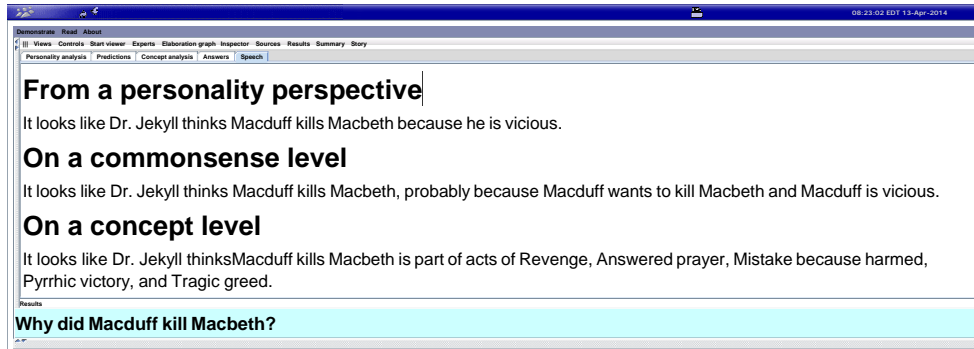 08:23:02 EDT 13-Apr-2014
Demonstrate Read About
||| Views Controls Start viewer Experts Elaboration graph Inspector Sources Results Summary Story
Personality analysis Predictions Concept analysis Answers Speech
From a personality perspective
It looks like Dr. Jekyll thinks Macduff kills Macbeth because he is vicious.
On a commonsense level
It looks like Dr. Jekyll thinks Macduff kills Macbeth, probably because Macduff wants to kill Macbeth and Macduff is vicious.
On a concept level
It looks like Dr. Jekyll thinksMacduff kills Macbeth is part of acts of Revenge, Answered prayer, Mistake because harmed,
Pyrrhic victory, and Tragic greed.
Results
Why did Macduff kill Macbeth?